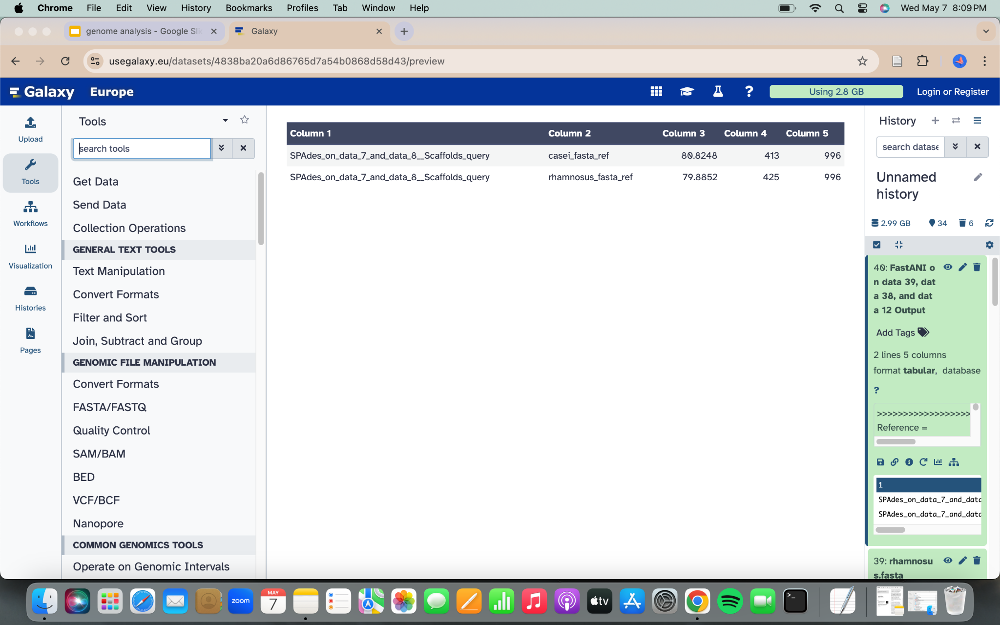 Chrome File Edit View History Bookmarks Profiles Tab Window Help Wed May 7 8:09 PM
genome analysis - Google Sli Galaxy
usegalaxy.eu/datasets/4838ba20a6d86765d7a54b0868d58d43/preview
Galaxy Europe Using 2.8 GB Login or Register
Upload
Tools
Workflows
Visualization
Histories
Pages
Tools
search tools
Get Data
Send Data
Collection Operations
GENERAL TEXT TOOLS
Text Manipulation
Convert Formats
Filter and Sort
Join, Subtract and Group
GENOMIC FILE MANIPULATION
Convert Formats
FASTA/FASTQ
Quality Control
SAM/BAM
BED
VCF/BCF
Nanopore
COMMON GENOMICS TOOLS
Operate on Genomic Intervals
Column 1 Column 2 Column 3 Column 4 Column 5
SPAdes_on_data_7_and_data_8__Scaffolds_query casei_fasta_ref 80.8248 413 996
SPAdes_on_data_7_and_data_8__Scaffolds_query rhamnosus_fasta_ref 79.8852 425 996
History
search datase
Unnamed
history
2.99 GB 34 6
40: FastANI o
n data 39, dat
a 38, and dat
a 12 Output
Add Tags
2 lines 5 columns
format tabular, database
?
>>>>>>>>>>>>>>>>>>
Reference =
1
SPAdes_on_data_7_and_data
SPAdes_on_data_7_and_data
39: rhamnosu
s.fasta
zoom MAY
7 tv